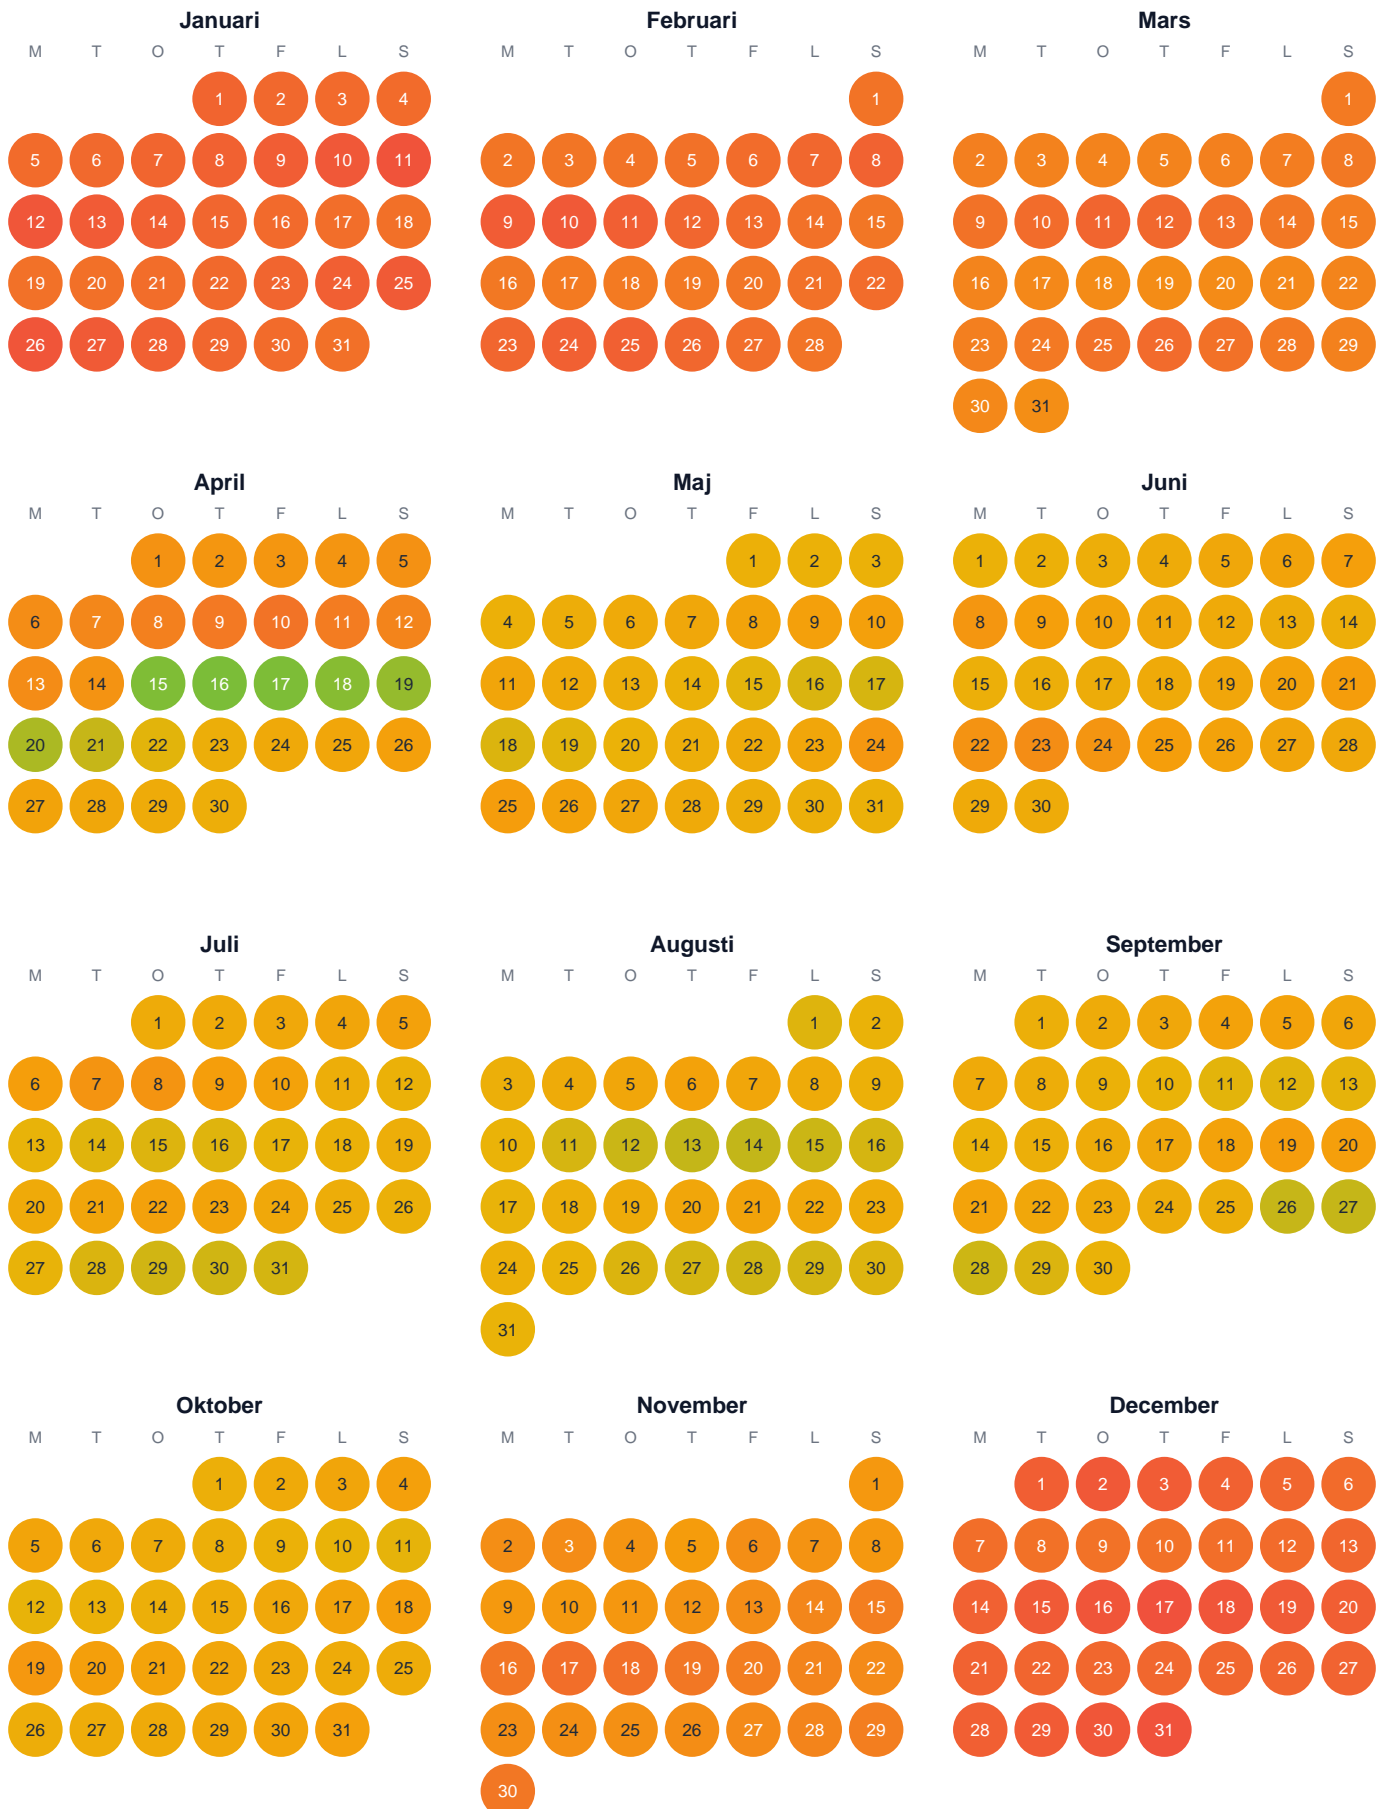 Januari
M T O T F L S
1 2 3 4
5 6 7 8 9 10 11
12 13 14 15 16 17 18
19 20 21 22 23 24 25
26 27 28 29 30 31
Februari
M T O T F L S
1
2 3 4 5 6 7 8
9 10 11 12 13 14 15
16 17 18 19 20 21 22
23 24 25 26 27 28
Mars
M T O T F L S
1
2 3 4 5 6 7 8
9 10 11 12 13 14 15
16 17 18 19 20 21 22
23 24 25 26 27 28 29
30 31
April
M T O T F L S
1 2 3 4 5
6 7 8 9 10 11 12
13 14 15 16 17 18 19
20 21 22 23 24 25 26
27 28 29 30
Maj
M T O T F L S
1 2 3
4 5 6 7 8 9 10
11 12 13 14 15 16 17
18 19 20 21 22 23 24
25 26 27 28 29 30 31
Juni
M T O T F L S
1 2 3 4 5 6 7
8 9 10 11 12 13 14
15 16 17 18 19 20 21
22 23 24 25 26 27 28
29 30
Juli
M T O T F L S
1 2 3 4 5
6 7 8 9 10 11 12
13 14 15 16 17 18 19
20 21 22 23 24 25 26
27 28 29 30 31
Augusti
M T O T F L S
1 2
3 4 5 6 7 8 9
10 11 12 13 14 15 16
17 18 19 20 21 22 23
24 25 26 27 28 29 30
31
September
M T O T F L S
1 2 3 4 5 6
7 8 9 10 11 12 13
14 15 16 17 18 19 20
21 22 23 24 25 26 27
28 29 30
Oktober
M T O T F L S
1 2 3 4
5 6 7 8 9 10 11
12 13 14 15 16 17 18
19 20 21 22 23 24 25
26 27 28 29 30 31
November
M T O T F L S
1
2 3 4 5 6 7 8
9 10 11 12 13 14 15
16 17 18 19 20 21 22
23 24 25 26 27 28 29
30
December
M T O T F L S
1 2 3 4 5 6
7 8 9 10 11 12 13
14 15 16 17 18 19 20
21 22 23 24 25 26 27
28 29 30 31